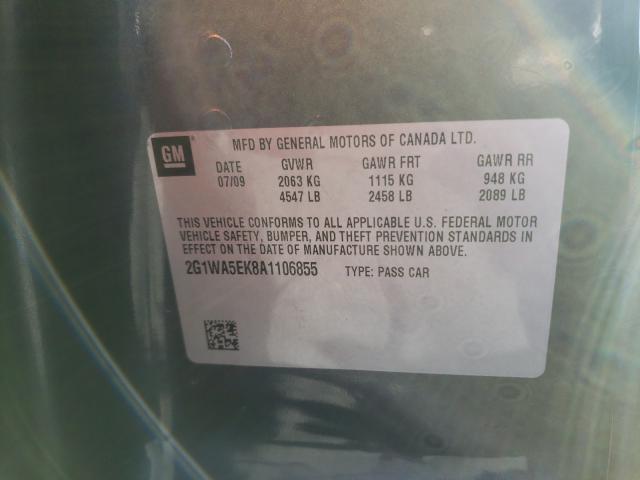 GM
MFD BY GENERAL MOTORS OF CANADA LTD.
DATE GVWR GAWR FRT GAWR RR
07/09 2063 KG 1115 KG 948 KG
4547 LB 2458 LB 2089 LB
THIS VEHICLE CONFORMS TO ALL APPLICABLE U.S. FEDERAL MOTOR
VEHICLE SAFETY, BUMPER, AND THEFT PREVENTION STANDARDS IN
EFFECT ON THE DATE OF MANUFACTURE SHOWN ABOVE.
2G1WA5EK8A1106855 TYPE: PASS CAR